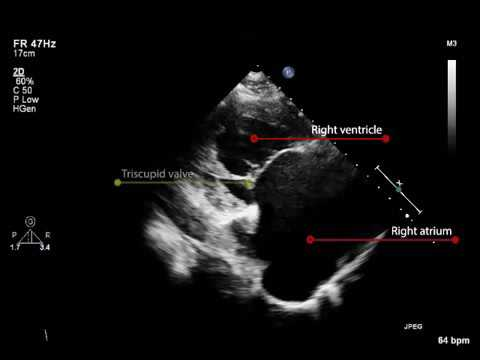 FR 47Hz
17cm
2D
60%
C 50
P Low
HGen
M3
P
Right ventricle
Triscupid valve
Right atrium
G
P R
1.7 3.4
JPEG
64 bpm